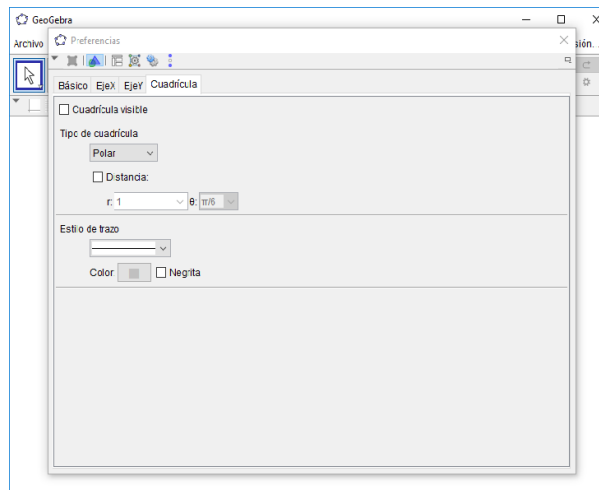 GeoGebra
Archivo
Preferencias
sión.
Básico EjeX EjeY Cuadrícula
Cuadrícula visible
Tipo de cuadrícula
Polar
Distancia:
r: 1 θ: π/6
Estilo de trazo
Color Negrita